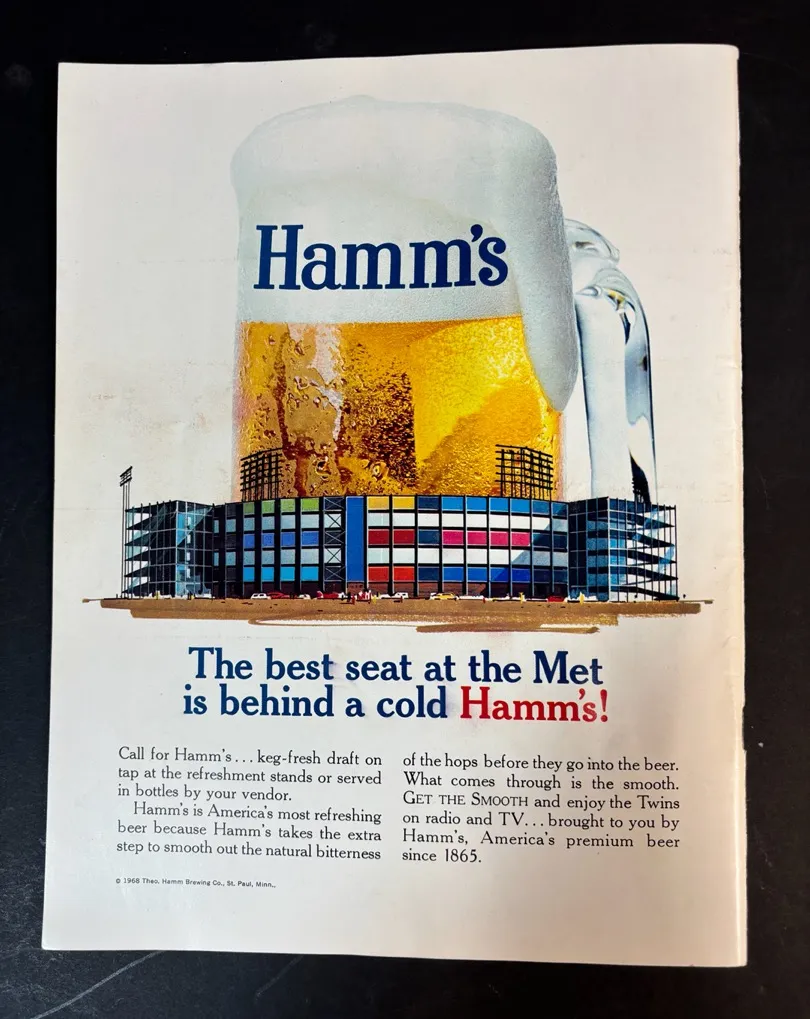 Hamm's
The best seat at the Met
is behind a cold Hamm's!
Call for Hamm's... keg-fresh draft on
tap at the refreshment stands or served
in bottles by your vendor.
Hamm's is America's most refreshing
beer because Hamm's takes the extra
step to smooth out the natural bitterness
of the hops before they go into the beer.
What comes through is the smooth.
GET THE SMOOTH and enjoy the Twins
on radio and TV... brought to you by
Hamm's, America's premium beer
since 1865.
© 1968 Theo. Hamm Brewing Co., St. Paul, Minn.,